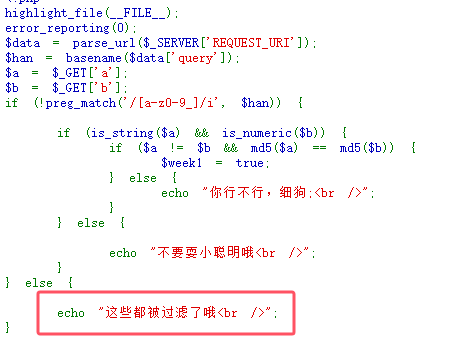 <?php
highlight_file(__FILE__);
error_reporting(0);
$data = parse_url($_SERVER['REQUEST_URI']);
$han = basename($data['query']);
$a = $_GET['a'];
$b = $_GET['b'];
if (!preg_match('/[a-z0-9_]/i', $han)) {
if (is_string($a) && is_numeric($b)) {
if ($a != $b && md5($a) == md5($b)) {
$week1 = true;
} else {
echo "你行不行，细狗;<br />";
}
} else {
echo "不要耍小聪明哦<br />";
}
} else {
echo "这些都被过滤了哦<br />";
}